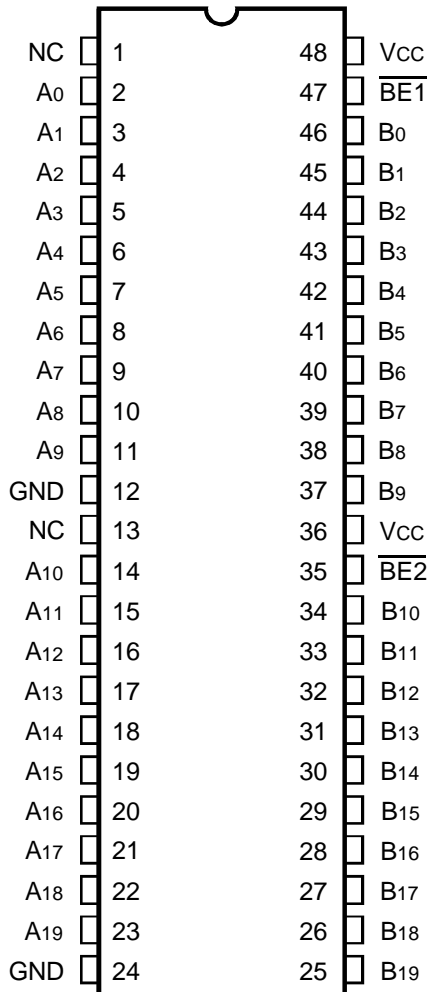 NC 1 48 VCC
A0 2 47 BE1
A1 3 46 B0
A2 4 45 B1
A3 5 44 B2
A4 6 43 B3
A5 7 42 B4
A6 8 41 B5
A7 9 40 B6
A8 10 39 B7
A9 11 38 B8
GND 12 37 B9
NC 13 36 VCC
A10 14 35 BE2
A11 15 34 B10
A12 16 33 B11
A13 17 32 B12
A14 18 31 B13
A15 19 30 B14
A16 20 29 B15
A17 21 28 B16
A18 22 27 B17
A19 23 26 B18
GND 24 25 B19